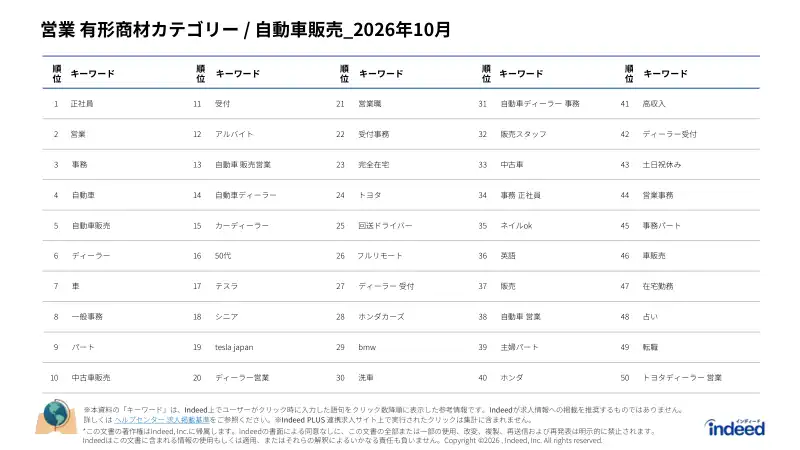 営業 有形商材カテゴリー / 自動車販売_2026年10月
順位 キーワード 順位 キーワード 順位 キーワード 順位 キーワード 順位 キーワード
1 正社員 11 受付 21 営業職 31 自動車ディーラー 事務 41 高収入
2 営業 12 アルバイト 22 受付事務 32 販売スタッフ 42 ディーラー受付
3 事務 13 自動車 販売営業 23 完全在宅 33 中古車 43 土日祝休み
4 自動車 14 自動車ディーラー 24 トヨタ 34 事務 正社員 44 営業事務
5 自動車販売 15 カーディーラー 25 回送ドライバー 35 ネイルok 45 事務パート
6 ディーラー 16 50代 26 フルリモート 36 英語 46 車販売
7 車 17 テスラ 27 ディーラー 受付 37 販売 47 在宅勤務
8 一般事務 18 シニア 28 ホンダカーズ 38 自動車 営業 48 占い
9 パート 19 tesla japan 29 bmw 39 主婦パート 49 転職
10 中古車販売 20 ディーラー営業 30 洗車 40 ホンダ 50 トヨタディーラー 営業
※本資料の「キーワード」は、Indeed上でユーザーがクリック時に入力した語句をクリック数降順に表示した参考情報です。Indeedが求人情報への掲載を推奨するものではありません。
詳しくは ヘルプセンター 求人掲載基準をご参照ください。※Indeed PLUS 連携求人サイト上で実行されたクリックは集計に含まれません。
*この文書の著作権はIndeed, Inc.に帰属します。Indeedの書面による同意なしに、この文書の全部または一部の使用、改変、複製、再送信および再発表は明示的に禁止されます。
Indeedはこの文書に含まれる情報の使用もしくは適用、またはそれらの解釈によるいかなる責任も負いません。Copyright ©2026 , Indeed, Inc. All rights reserved.
インディード
indeed